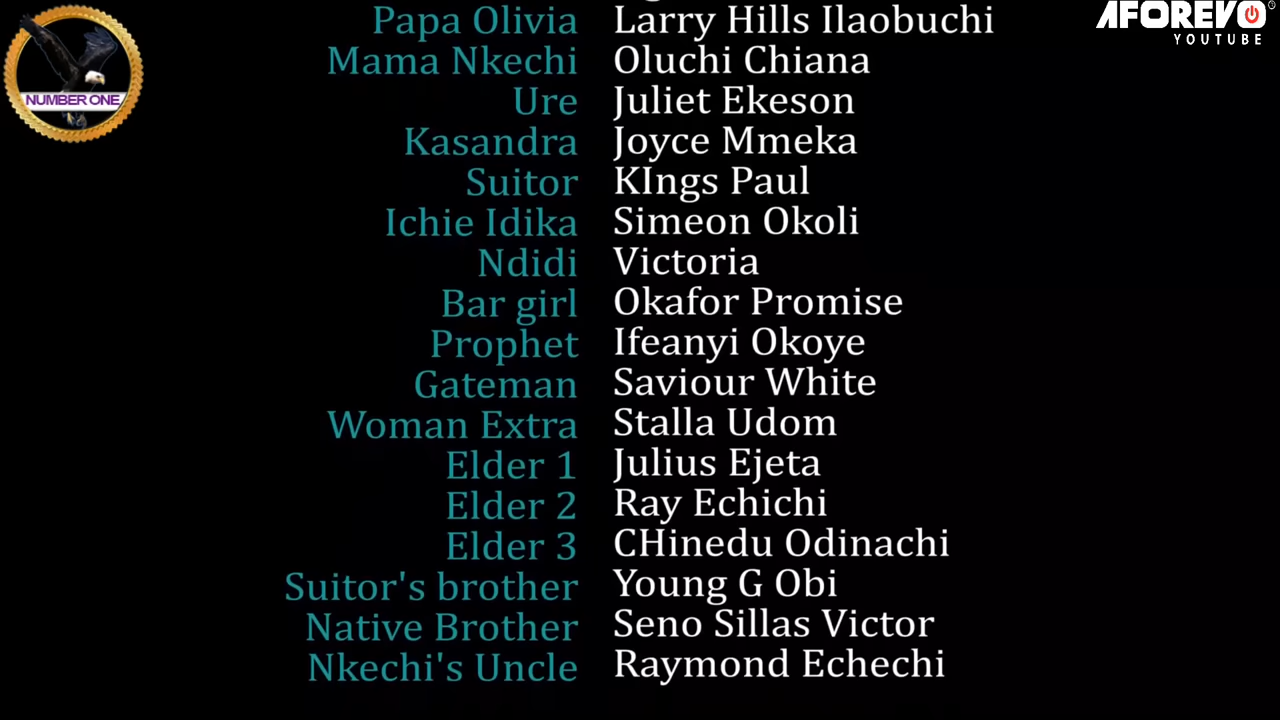 AFOREVO
YOUTUBE
NUMBER ONE
Papa Olivia Larry Hills Ilaobuchi
Mama Nkechi Oluchi Chiana
Ure Juliet Ekeson
Kasandra Joyce Mmeka
Suitor KIngs Paul
Ichie Idika Simeon Okoli
Ndidi Victoria
Bar girl Okafor Promise
Prophet Ifeanyi Okoye
Gateman Saviour White
Woman Extra Stalla Udom
Elder 1 Julius Ejeta
Elder 2 Ray Echichi
Elder 3 CHinedu Odinachi
Suitor's brother Young G Obi
Native Brother Seno Sillas Victor
Nkechi's Uncle Raymond Echechi